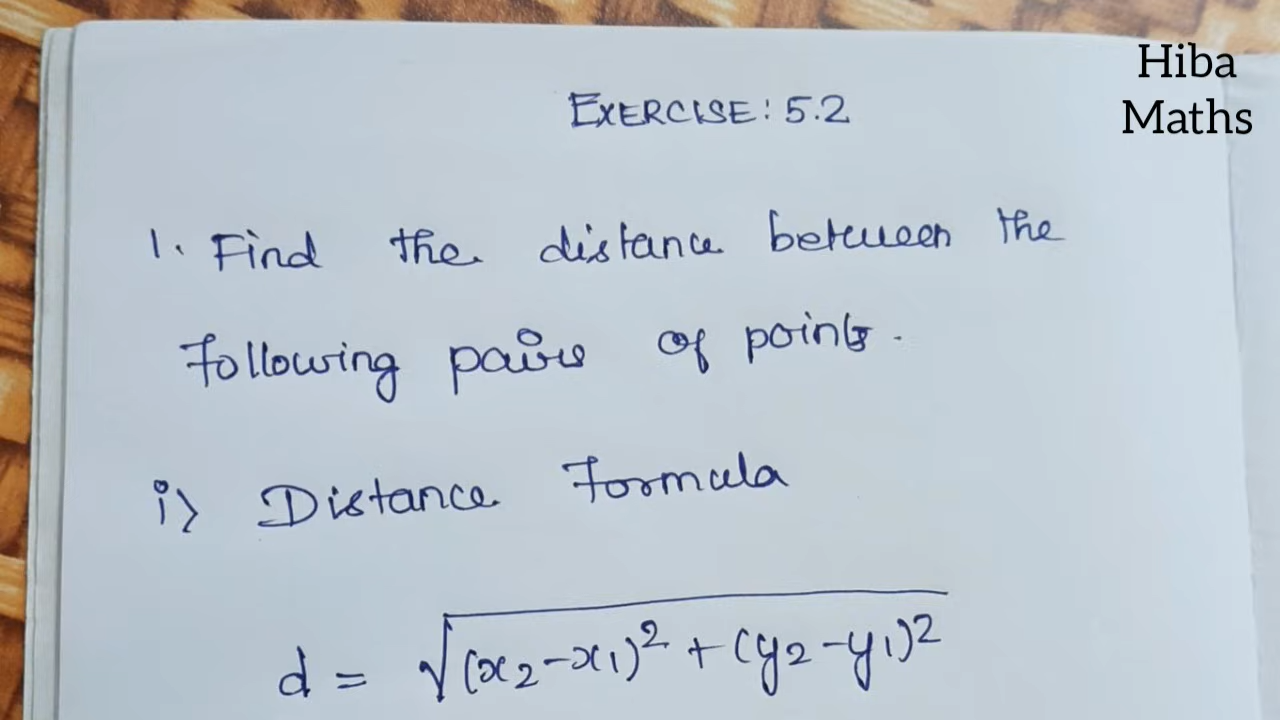 Hiba
Maths
EXERCISE: 5.2
1. Find the distance between the
following pairs of points.
i) Distance Formula
d = √(x₂-x₁)² + (y₂-y₁)²